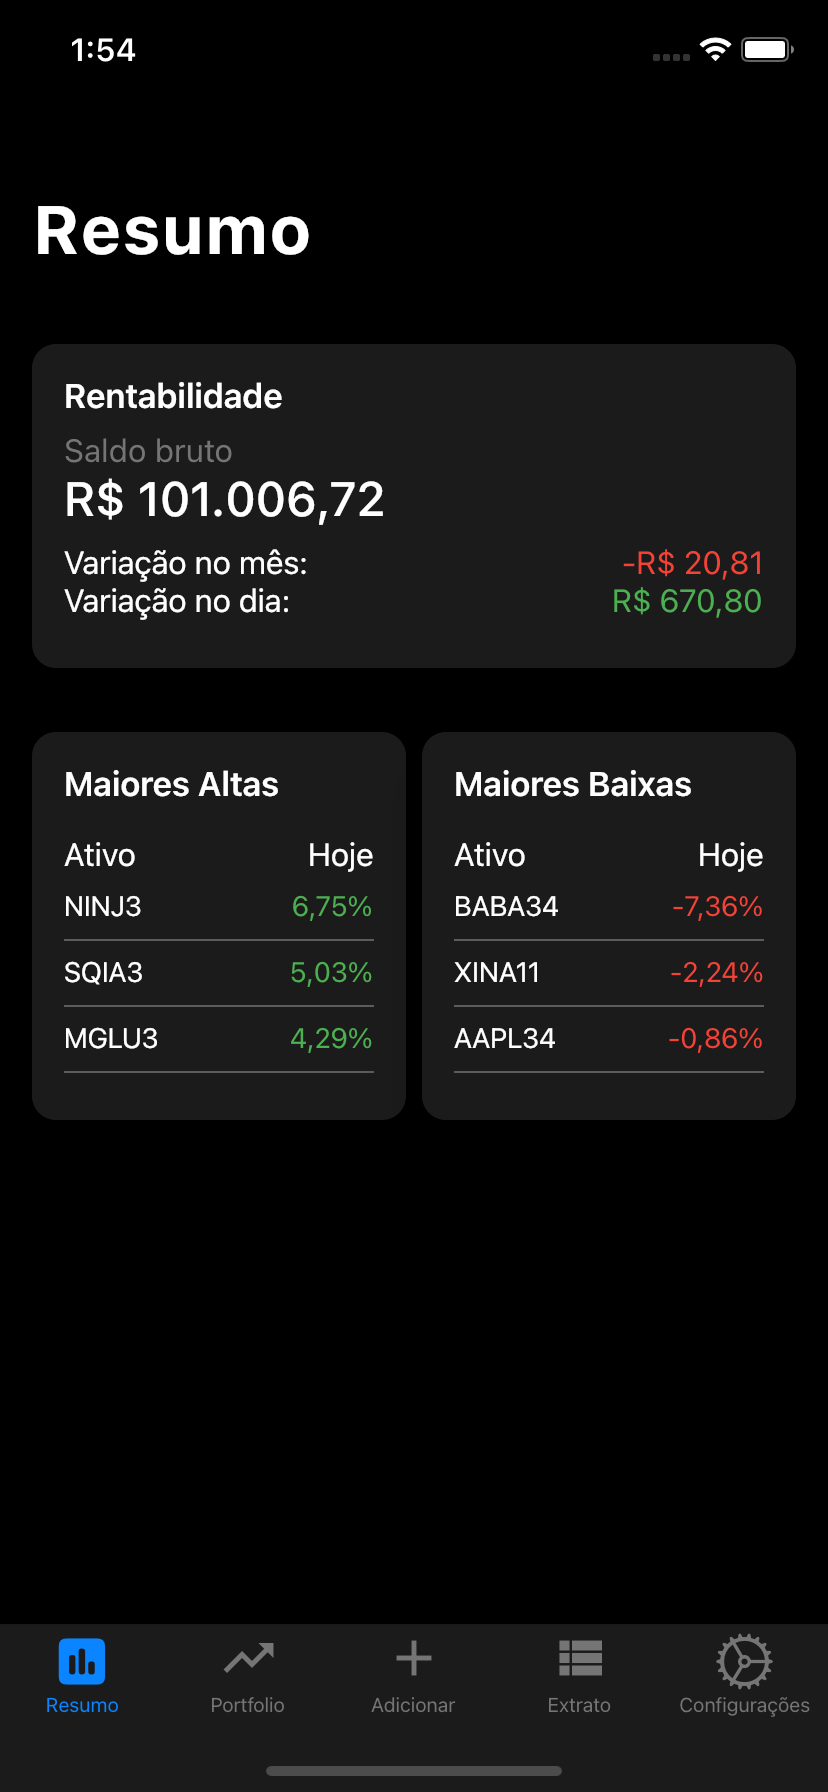 1:54
Resumo
Rentabilidade
Saldo bruto
R$ 101.006,72
Variação no mês: -R$ 20,81
Variação no dia: R$ 670,80
Maiores Altas
Ativo Hoje
NINJ3 6,75%
SQIA3 5,03%
MGLU3 4,29%
Maiores Baixas
Ativo Hoje
BABA34 -7,36%
XINA11 -2,24%
AAPL34 -0,86%
Resumo Portfolio Adicionar Extrato Configurações